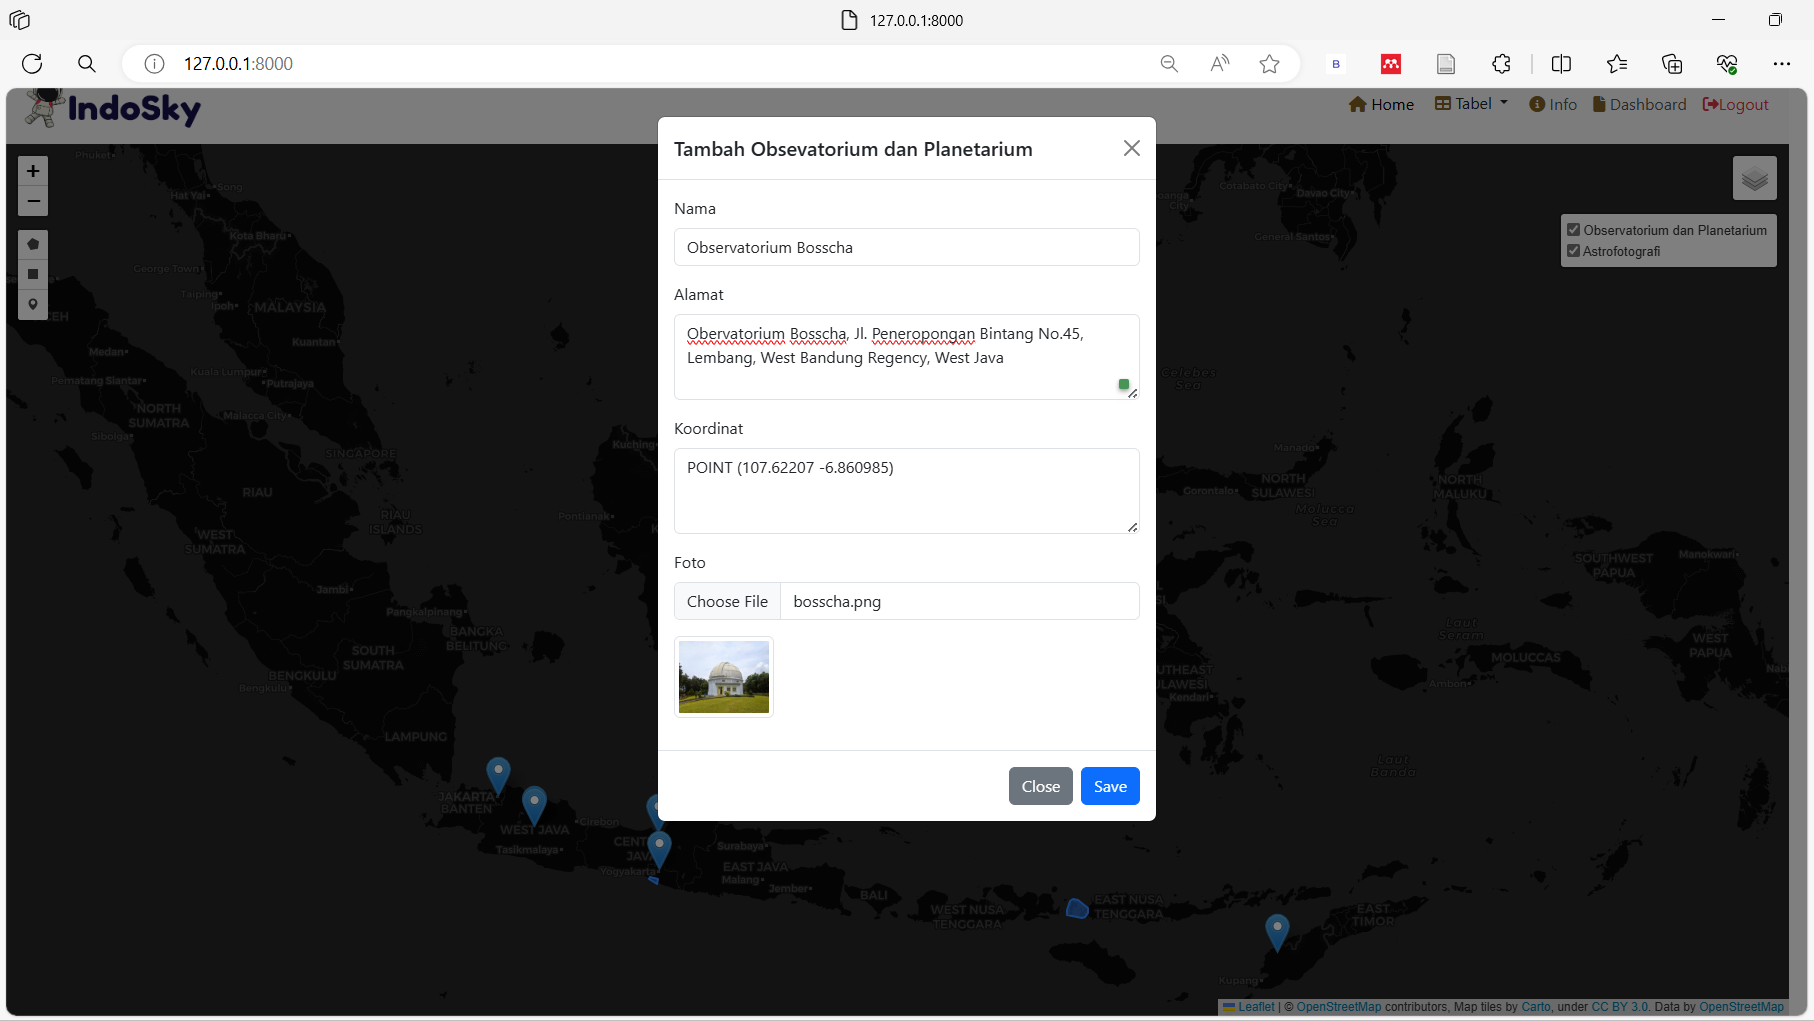 127.0.0.1:8000
127.0.0.1:8000
IndoSky
Home
Tabel
Info
Dashboard
Logout
Tambah Obsevatorium dan Planetarium
Nama
Observatorium Bosscha
Alamat
Obervatorium Bosscha, Jl. Peneropongan Bintang No.45,
Lembang, West Bandung Regency, West Java
Koordinat
POINT (107.62207 -6.860985)
Foto
Choose File
bosscha.png
Close
Save
+
−
Observatorium dan Planetarium
Astrofotografi
Phuket
Song
Hat Yai
Kota Bharu
George Town
Taiping
Ipoh
MALAYSIA
Medan
Kuantan
Pematang Siantar
Kuala Lumpur
Putrajaya
NORTH
SUMATRA
Malacca City
Sibolga
SINGAPORE
Kuching
RIAU
RIAU
ISLANDS
Pontianak
WEST
SUMATRA
Jambi
Pangkalpinang
BANGKA
BELITUNG
SOUTH
SUMATRA
BENGKULU
Bengkulu
LAMPUNG
JAKARTA
BANTEN
WEST JAVA
Cirebon
Tasikmalaya
Yogyakarta
Surabaya
EAST JAVA
Malang
Jember
BALI
WEST NUSA
TENGGARA
EAST NUSA
TENGGARA
EAST
TIMOR
Kupang
Cotabato City
Davao City
General Santos
Celebes
Sea
Manado
Gorontalo
NORTH
SULAWESI
NORTH
MALUKU
Molucca
Sea
SOUTHWEST
PAPUA
Manokwari
Laut
Seram
WEST
PAPUA
MOLUCCAS
Ambon
Kendari
Laut
Banda
Leaflet | © OpenStreetMap contributors, Map tiles by Carto, under CC BY 3.0. Data by OpenStreetMap